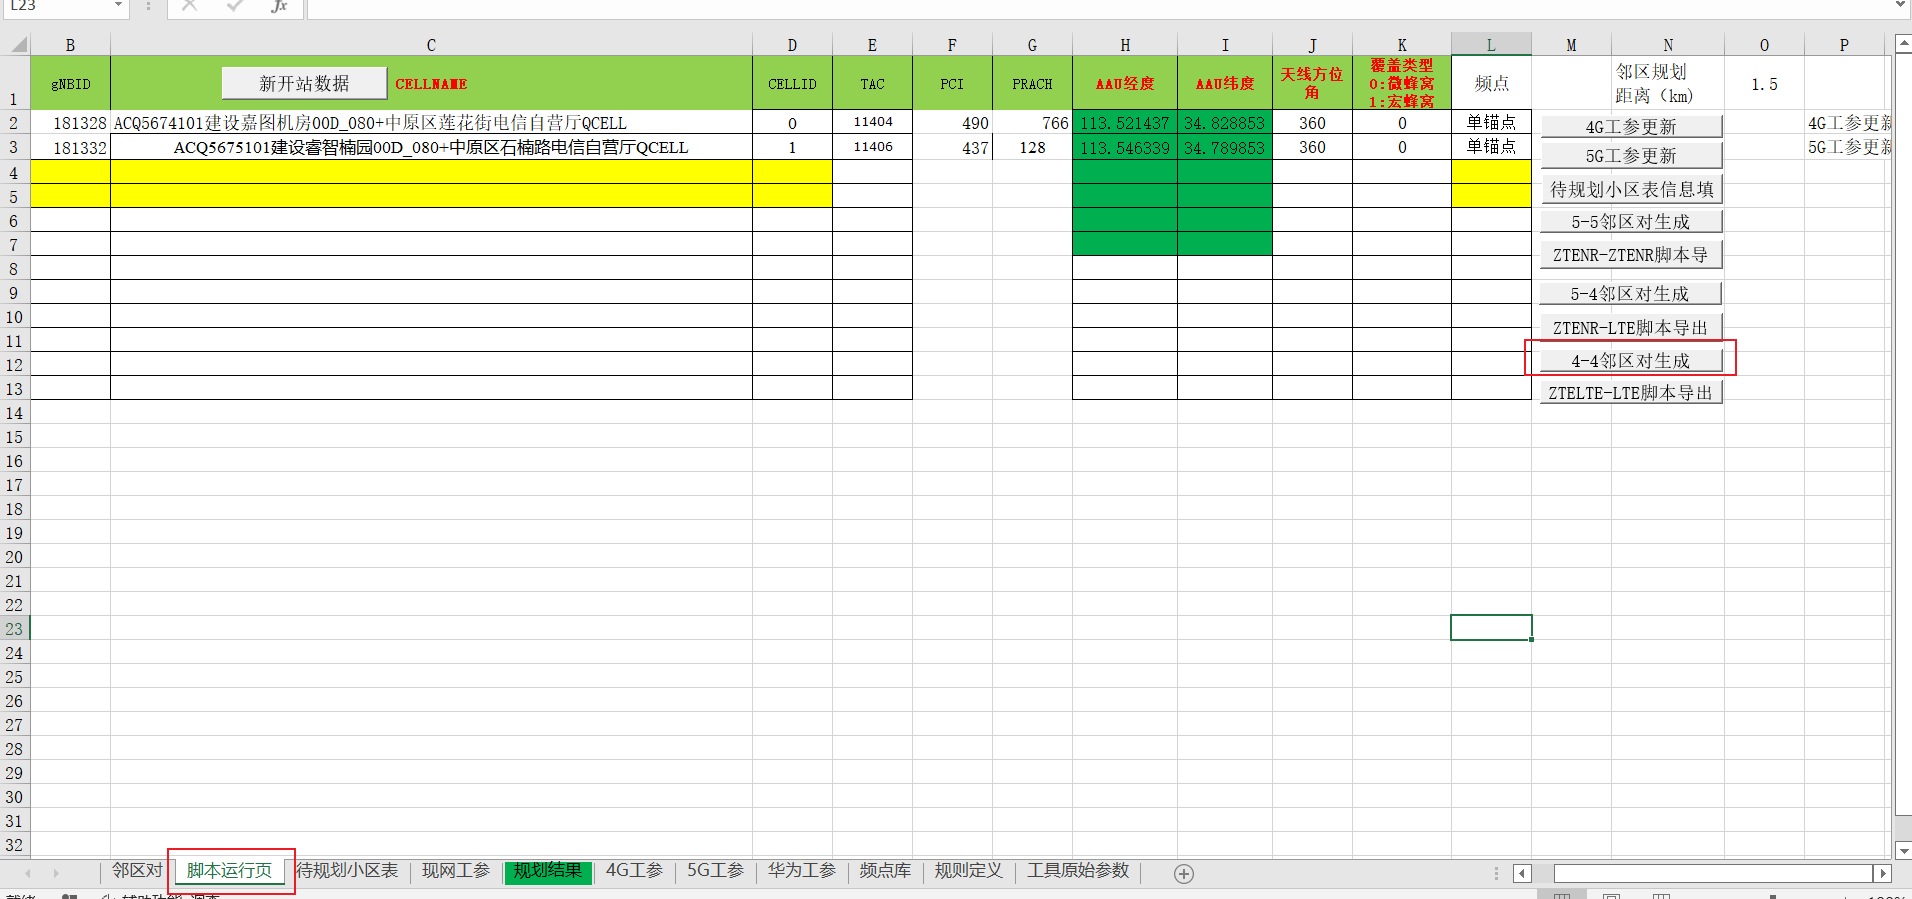 L23
fx
B C D E F G H I J K L M N O P
1 gNBID 新开站数据 CELLNAME CELLID TAC PCI PRACH AAU经度 AAU纬度 天线方位角 覆盖类型 0:微蜂窝 1:宏蜂窝 频点 邻区规划距离（km) 1.5
2 181328 ACQ5674101建设嘉图机房00D_080+中原区莲花街电信自营厅QCELL 0 11404 490 766 113.521437 34.828853 360 0 单锚点 4G工参更新 4G工参更新
3 181332 ACQ5675101建设睿智楠园00D_080+中原区石楠路电信自营厅QCELL 1 11406 437 128 113.546339 34.789853 360 0 单锚点 5G工参更新 5G工参更新
4 待规划小区表信息填
5
6 5-5邻区对生成
7 ZTENR-ZTENR脚本导
8
9 5-4邻区对生成
10
11 ZTENR-LTE脚本导出
12 4-4邻区对生成
13 ZTELTE-LTE脚本导出
14
15
16
17
18
19
20
21
22
23
24
25
26
27
28
29
30
31
32
邻区对 脚本运行页 待规划小区表 现网工参 规划结果 4G工参 5G工参 华为工参 频点库 规则定义 工具原始参数